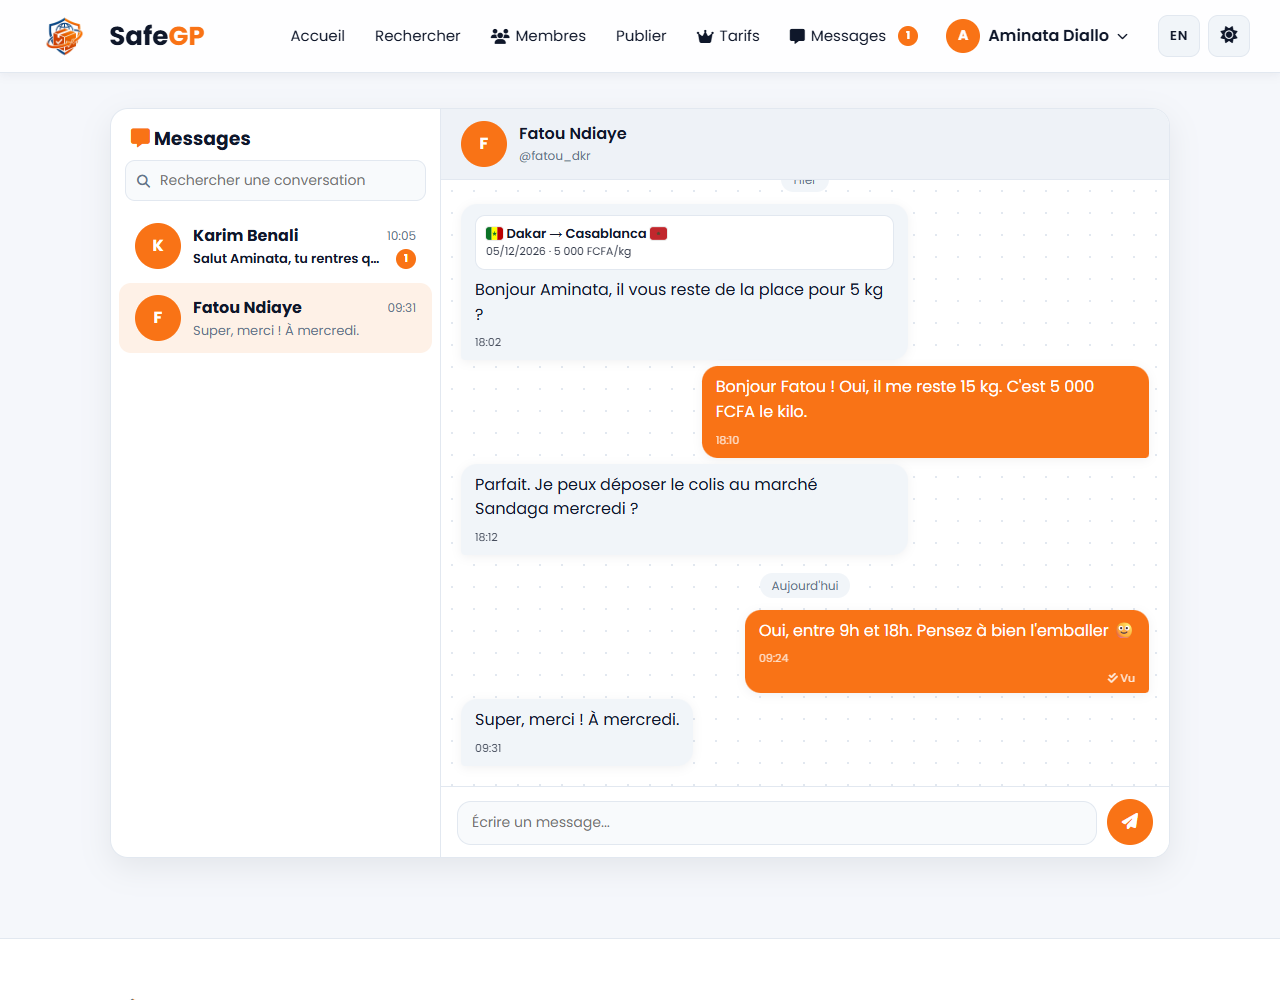 SafeGP
Accueil
Rechercher
Membres
Publier
Tarifs
Messages
1
A
Aminata Diallo
EN
Messages
Rechercher une conversation
K
Karim Benali
10:05
Salut Aminata, tu rentres q...
1
F
Fatou Ndiaye
09:31
Super, merci ! À mercredi.
F
Fatou Ndiaye
@fatou_dkr
Hier
Dakar → Casablanca
05/12/2026 · 5 000 FCFA/kg
Bonjour Aminata, il vous reste de la place pour 5 kg
?
18:02
Bonjour Fatou ! Oui, il me reste 15 kg. C'est 5 000
FCFA le kilo.
18:10
Parfait. Je peux déposer le colis au marché
Sandaga mercredi ?
18:12
Aujourd'hui
Oui, entre 9h et 18h. Pensez à bien l'emballer
09:24
Vu
Super, merci ! À mercredi.
09:31
Écrire un message...